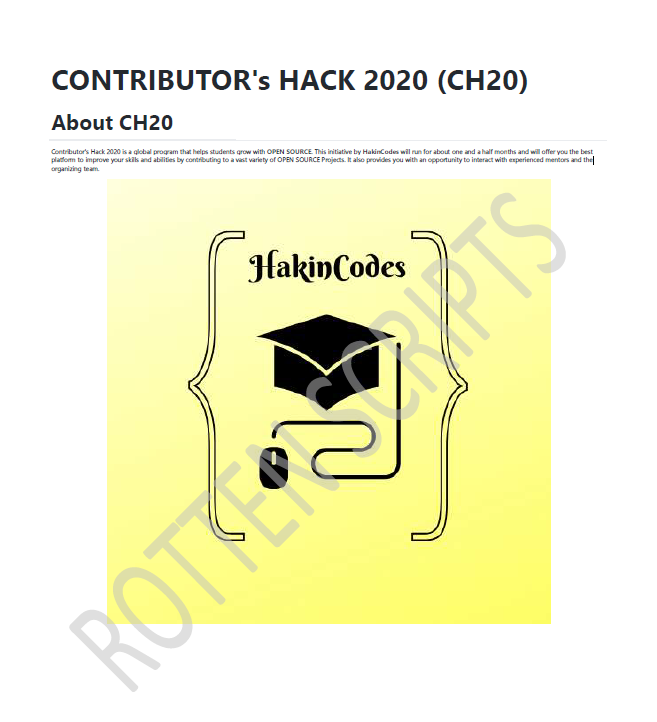 CONTRIBUTOR's HACK 2020 (CH20)
About CH20
Contributor's Hack 2020 is a global program that helps students grow with OPEN SOURCE. This initiative by HakinCodes will run for about one and a half months and will offer you the best
platform to improve your skills and abilities by contributing to a vast variety of OPEN SOURCE Projects. It also provides you with an opportunity to interact with experienced mentors and the
organizing team.
HakinCodes
ROTTEN SCRIPTS